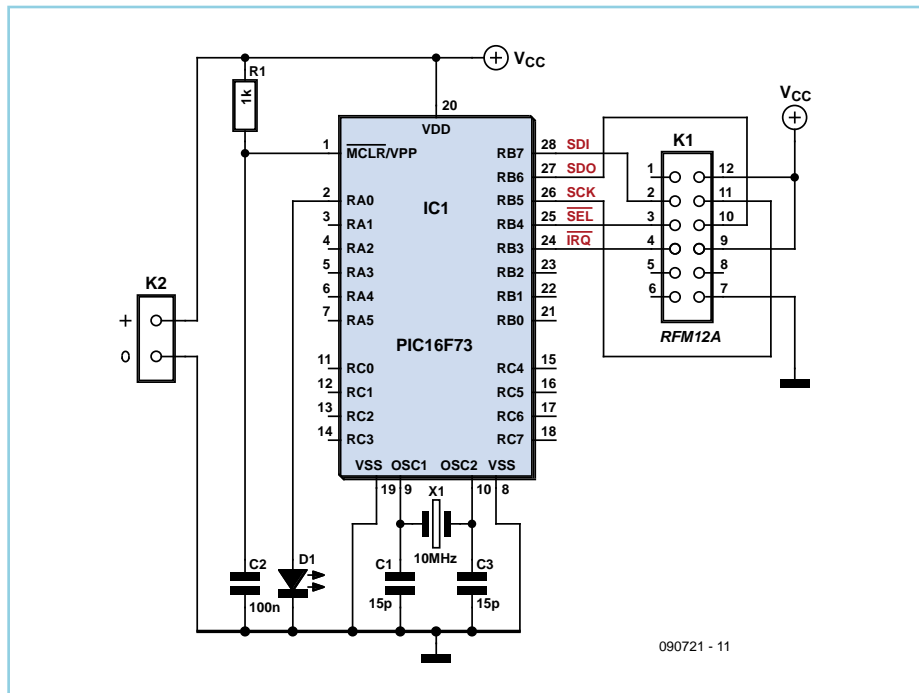 VCC
R1
1k
20
VDD
1
MCLR/VPP
RB7
28
SDI
RB6
27
SDO
2
RA0
RB5
26
SCK
IC1
3
RA1
RB4
25
SEL
4
RA2
RB3
24
IRQ
5
RA3
RB2
23
6
RA4
RB1
22
7
RA5
RB0
21
PIC16F73
11
RC0
RC4
15
12
RC1
RC5
16
13
RC2
RC6
17
14
RC3
RC7
18
VSS
OSC1
OSC2
VSS
19
9
10
8
VCC
K1
1
12
2
11
3
10
4
9
5
8
6
7
RFM12A
K2
+
0
X1
10MHz
C2
100n
D1
C1
15p
C3
15p
090721 - 11